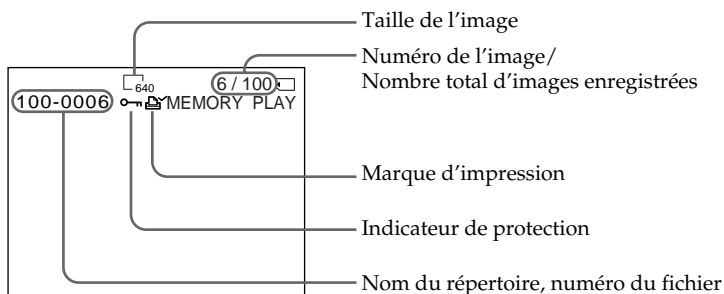 Taille de l'image
Numéro de l'image/
Nombre total d'images enregistrées
640
6 / 100
100-0006
MEMORY PLAY
Marque d'impression
Indicateur de protection
Nom du répertoire, numéro du fichier